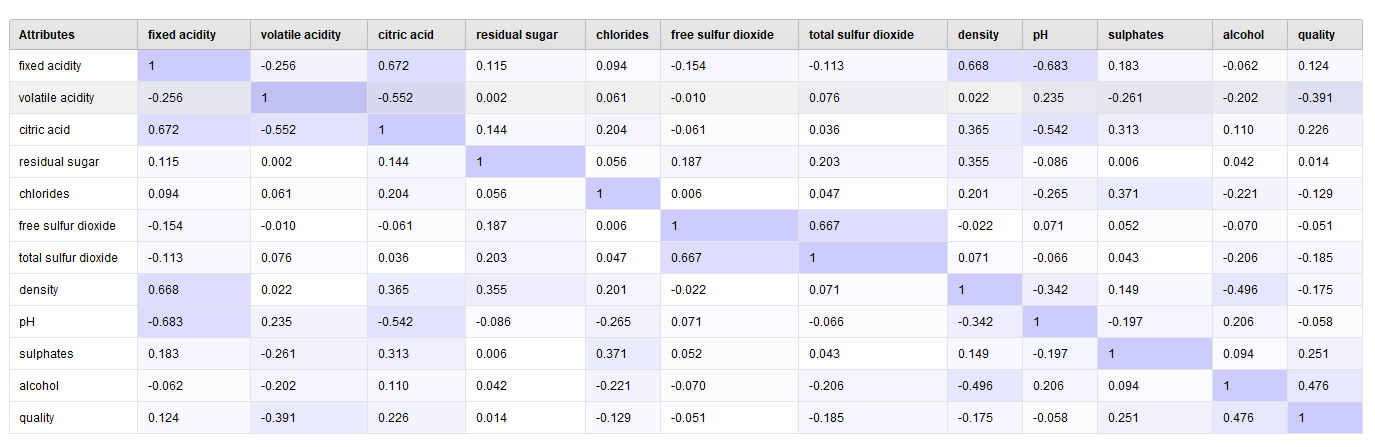 Attributes fixed acidity volatile acidity citric acid residual sugar chlorides free sulfur dioxide total sulfur dioxide density pH sulphates alcohol quality
fixed acidity 1 -0.256 0.672 0.115 0.094 -0.154 -0.113 0.668 -0.683 0.183 -0.062 0.124
volatile acidity -0.256 1 -0.552 0.002 0.061 -0.010 0.076 0.022 0.235 -0.261 -0.202 -0.391
citric acid 0.672 -0.552 1 0.144 0.204 -0.061 0.036 0.365 -0.542 0.313 0.110 0.226
residual sugar 0.115 0.002 0.144 1 0.056 0.187 0.203 0.355 -0.086 0.006 0.042 0.014
chlorides 0.094 0.061 0.204 0.056 1 0.006 0.047 0.201 -0.265 0.371 -0.221 -0.129
free sulfur dioxide -0.154 -0.010 -0.061 0.187 0.006 1 0.667 -0.022 0.071 0.052 -0.070 -0.051
total sulfur dioxide -0.113 0.076 0.036 0.203 0.047 0.667 1 0.071 -0.066 0.043 -0.206 -0.185
density 0.668 0.022 0.365 0.355 0.201 -0.022 0.071 1 -0.342 0.149 -0.496 -0.175
pH -0.683 0.235 -0.542 -0.086 -0.265 0.071 -0.066 -0.342 1 -0.197 0.206 -0.058
sulphates 0.183 -0.261 0.313 0.006 0.371 0.052 0.043 0.149 -0.197 1 0.094 0.251
alcohol -0.062 -0.202 0.110 0.042 -0.221 -0.070 -0.206 -0.496 0.206 0.094 1 0.476
quality 0.124 -0.391 0.226 0.014 -0.129 -0.051 -0.185 -0.175 -0.058 0.251 0.476 1